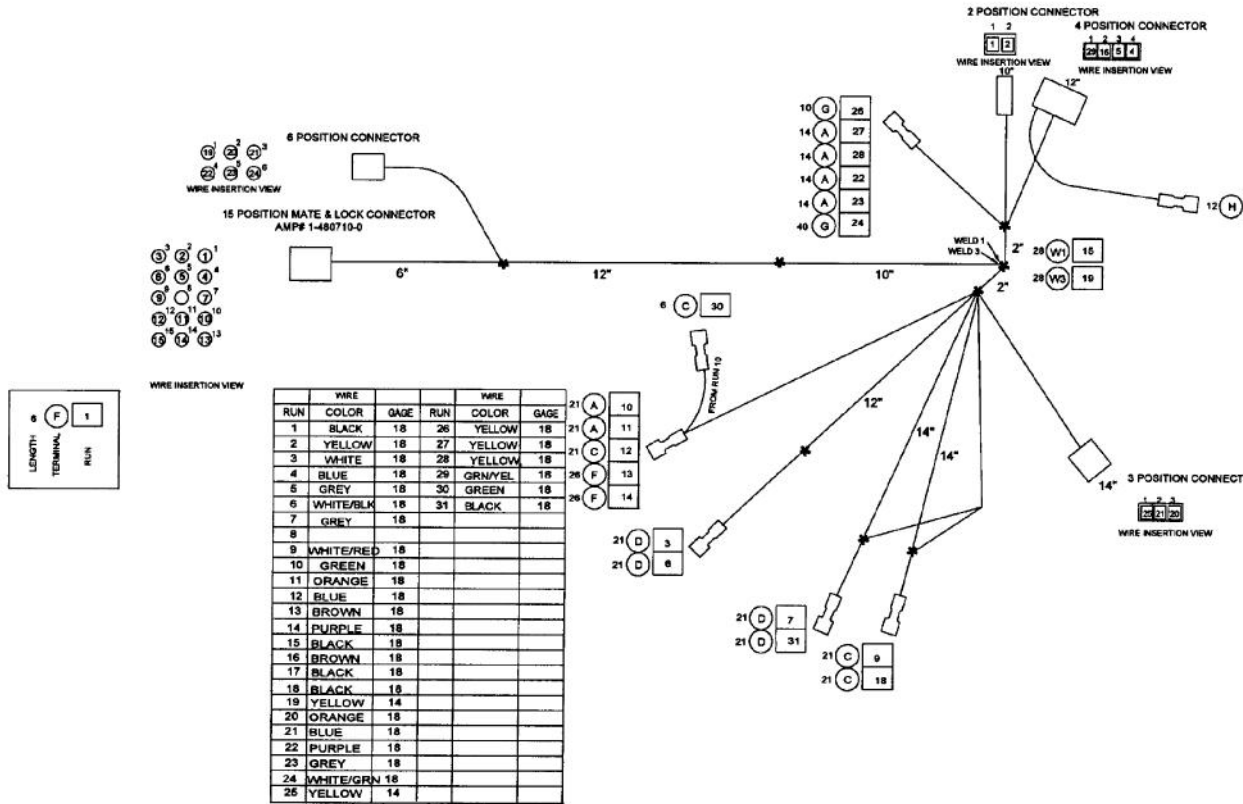 2 POSITION CONNECTOR
1 2
1 2
WIRE INSERTION VIEW
10"
4 POSITION CONNECTOR
1 2 3 4
29 16 5 4
WIRE INSERTION VIEW
12"
10 G 26
14 A 27
14 A 28
14 A 22
14 A 23
40 G 24
12 H
6 POSITION CONNECTOR
19 1 20 2 21 3
22 4 23 5 24 6
WIRE INSERTION VIEW
15 POSITION MATE & LOCK CONNECTOR
AMP# 1-480710-0
3 3 2 2 1 1
6 6 5 5 4 4
9 9 8 7 7
12 12 11 11 10 10
15 15 14 14 13 13
WIRE INSERTION VIEW
6"
12"
10"
WELD 1
WELD 3
2"
2"
28 W1 15
28 W3 19
6 C 30
FROM RUN 10
12"
14"
14"
14"
3 POSITION CONNECT
1 2 3
25 21 20
WIRE INSERTION VIEW
6 F 1
LENGTH
TERMINAL
RUN
WIRE WIRE
RUN COLOR GAGE RUN COLOR GAGE
1 BLACK 18 26 YELLOW 18
2 YELLOW 18 27 YELLOW 18
3 WHITE 18 28 YELLOW 18
4 BLUE 18 29 GRN/YEL 18
5 GREY 18 30 GREEN 18
6 WHITE/BLK 18 31 BLACK 18
7 GREY 18
8
9 WHITE/RED 18
10 GREEN 18
11 ORANGE 18
12 BLUE 18
13 BROWN 18
14 PURPLE 18
15 BLACK 18
16 BROWN 18
17 BLACK 18
18 BLACK 18
19 YELLOW 14
20 ORANGE 18
21 BLUE 18
22 PURPLE 18
23 GREY 18
24 WHITE/GRN 18
25 YELLOW 14
21 A 10
21 A 11
21 C 12
26 F 13
26 F 14
21 D 3
21 D 6
21 D 7
21 D 31
21 C 9
21 C 18